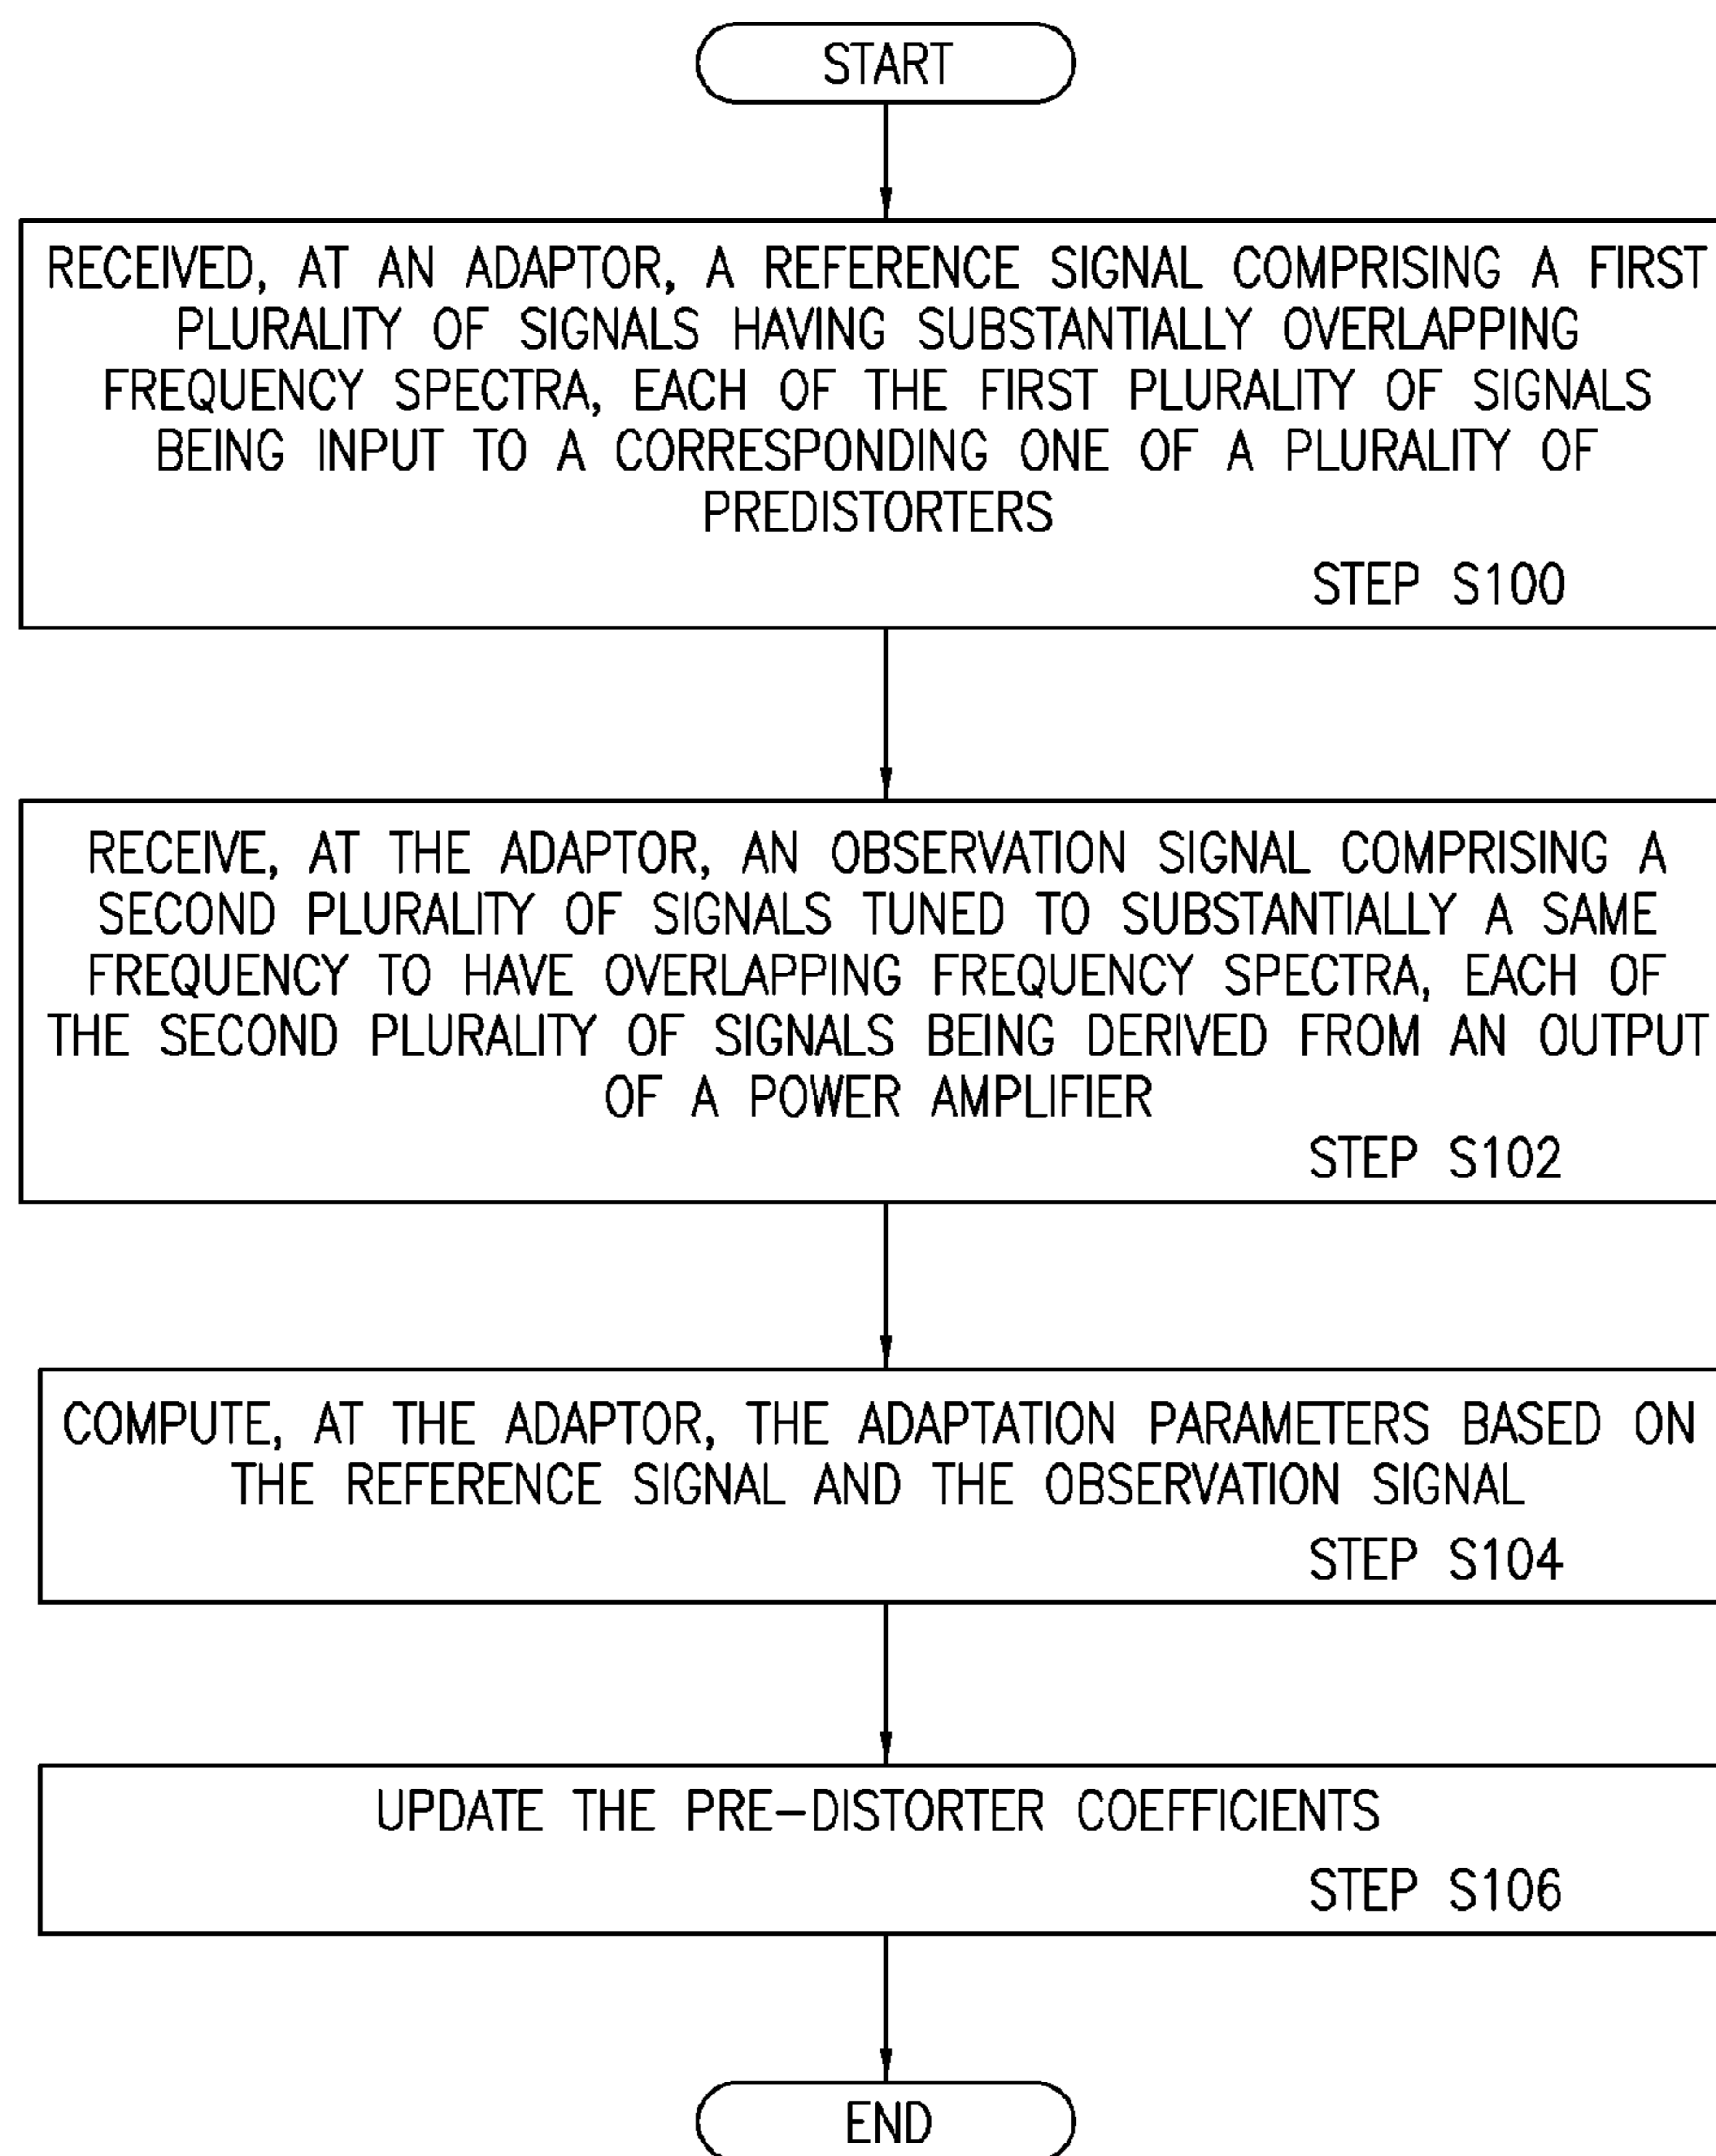 START
RECEIVED, AT AN ADAPTOR, A REFERENCE SIGNAL COMPRISING A FIRST
PLURALITY OF SIGNALS HAVING SUBSTANTIALLY OVERLAPPING
FREQUENCY SPECTRA, EACH OF THE FIRST PLURALITY OF SIGNALS
BEING INPUT TO A CORRESPONDING ONE OF A PLURALITY OF
PREDISTORTERS
STEP S100
RECEIVE, AT THE ADAPTOR, AN OBSERVATION SIGNAL COMPRISING A
SECOND PLURALITY OF SIGNALS TUNED TO SUBSTANTIALLY A SAME
FREQUENCY TO HAVE OVERLAPPING FREQUENCY SPECTRA, EACH OF
THE SECOND PLURALITY OF SIGNALS BEING DERIVED FROM AN OUTPUT
OF A POWER AMPLIFIER
STEP S102
COMPUTE, AT THE ADAPTOR, THE ADAPTATION PARAMETERS BASED ON
THE REFERENCE SIGNAL AND THE OBSERVATION SIGNAL
STEP S104
UPDATE THE PRE-DISTORTER COEFFICIENTS
STEP S106
END